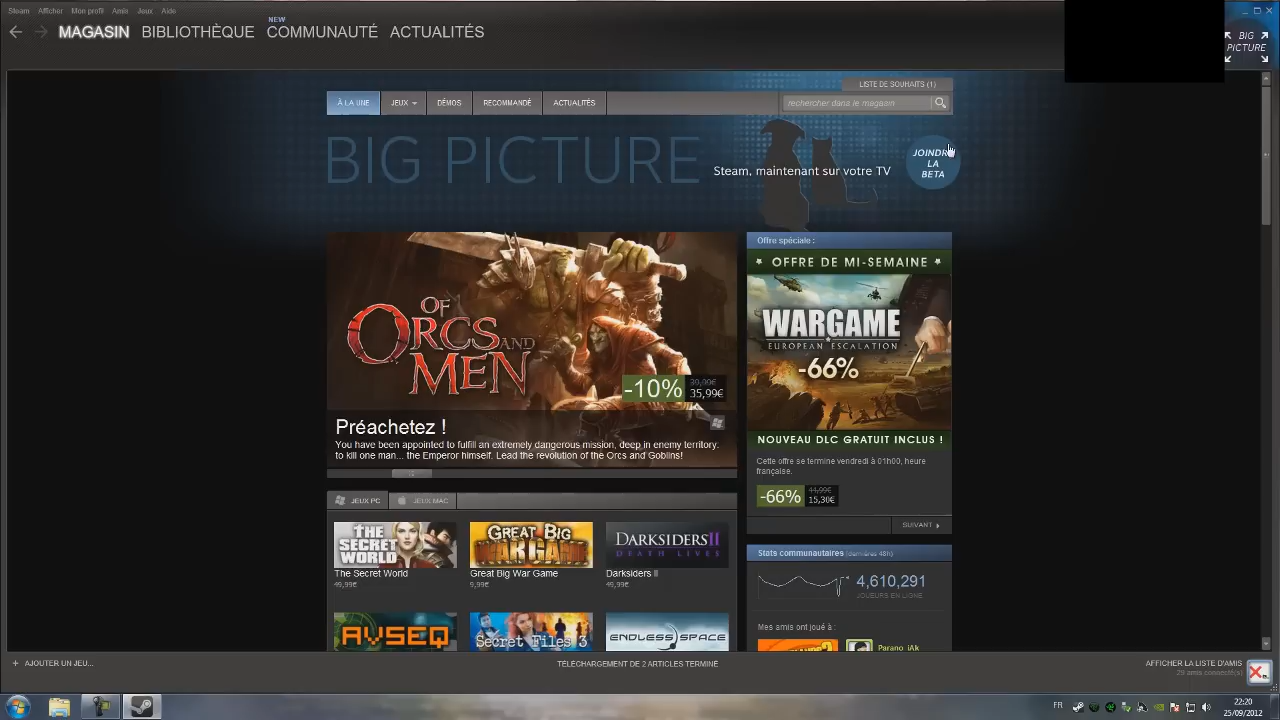 Steam Afficher Mon profil Amis Jeux Aide
NEW
MAGASIN BIBLIOTHÈQUE COMMUNAUTÉ ACTUALITÉS
BIG PICTURE
LISTE DE SOUHAITS (1)
À LA UNE JEUX DÉMOS RECOMMANDÉ ACTUALITÉS
rechercher dans le magasin
BIG PICTURE
Steam, maintenant sur votre TV
JOINDRE LA BETA
OF ORCS AND MEN
-10% 39,99€ 35,99€
Préachetez !
You have been appointed to fulfill an extremely dangerous mission, deep in enemy territory:
to kill one man... the Emperor himself. Lead the revolution of the Orcs and Goblins!
Offre spéciale :
OFFRE DE MI-SEMAINE
WARGAME
EUROPEAN ESCALATION
-66%
NOUVEAU DLC GRATUIT INCLUS !
Cette offre se termine vendredi à 01h00, heure
française.
-66% 44,99€ 15,30€
SUIVANT
JEUX PC JEUX MAC
THE SECRET WORLD
GREAT BIG WARGAME
DARKSIDERS II
DEATH LIVES
The Secret World Great Big War Game Darksiders II
49,99€ 9,99€ 49,99€
AVSEQ Secret Files 3 ENDLESS SPACE
Stats communautaires (dernières 48h)
4,610,291
JOUEURS EN LIGNE
Mes amis ont joué à :
Parano_iAk
AJOUTER UN JEU...
TÉLÉCHARGEMENT DE 2 ARTICLES TERMINÉ
AFFICHER LA LISTE D'AMIS
29 amis connecté(s)
FR
22:20
25/09/2012